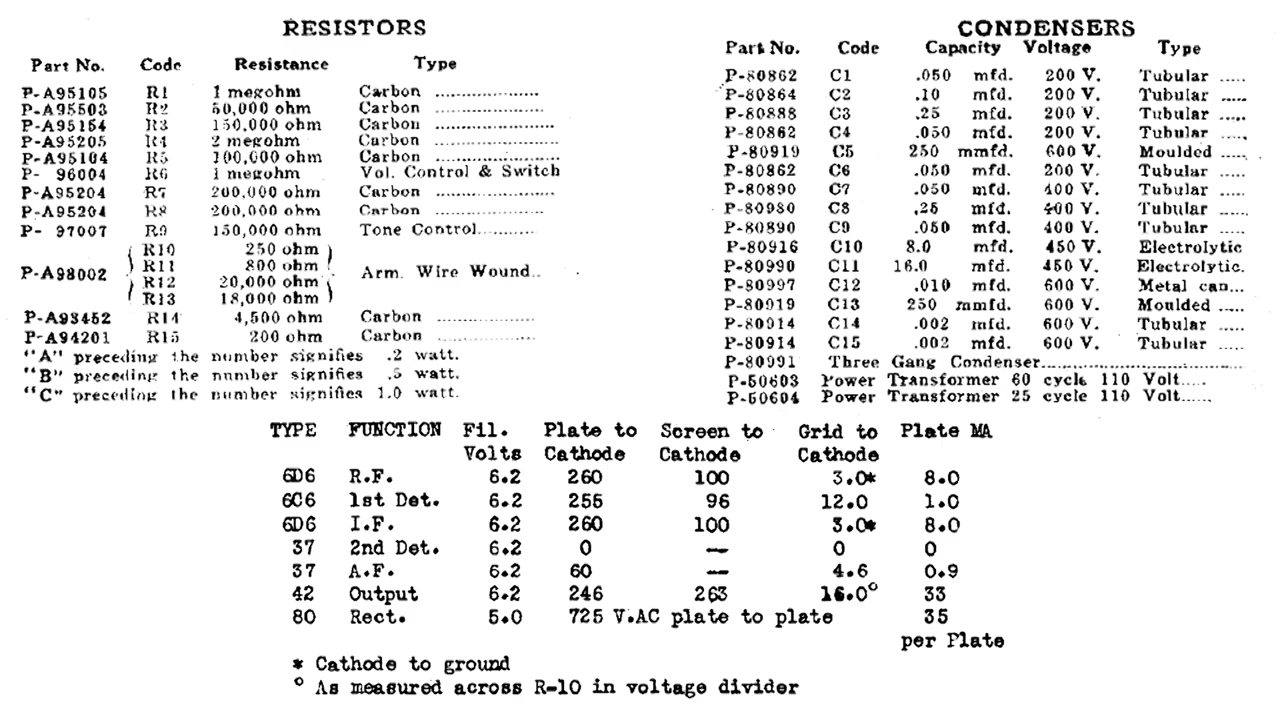 RESISTORS
Part No. Code Resistance Type
P-A95105 R1 1 megohm Carbon
P-A95503 R2 50,000 ohm Carbon
P-A95154 R3 150,000 ohm Carbon
P-A95205 R4 2 megohm Carbon
P-A95104 R5 100,000 ohm Carbon
P- 96004 R6 1 megohm Vol. Control & Switch
P-A95204 R7 200,000 ohm Carbon
P-A95204 R8 200,000 ohm Carbon
P- 97007 R9 150,000 ohm Tone Control
R10 250 ohm
R11 800 ohm
P-A98002 Arm. Wire Wound
R12 20,000 ohm
R13 18,000 ohm
P-A93452 R14 4,500 ohm Carbon
P-A94201 R15 200 ohm Carbon
"A" preceding the number signifies .2 watt.
"B" preceding the number signifies .5 watt.
"C" preceding the number signifies 1.0 watt.
CONDENSERS
Part No. Code Capacity Voltage Type
P-80862 C1 .050 mfd. 200 V. Tubular
P-80864 C2 .10 mfd. 200 V. Tubular
P-80888 C3 .25 mfd. 200 V. Tubular
P-80862 C4 .050 mfd. 200 V. Tubular
P-80919 C5 250 mmfd. 600 V. Moulded
P-80862 C6 .050 mfd. 200 V. Tubular
P-80890 C7 .050 mfd. 400 V. Tubular
P-80980 C8 .25 mfd. 400 V. Tubular
P-80890 C9 .050 mfd. 400 V. Tubular
P-80916 C10 8.0 mfd. 450 V. Electrolytic
P-80990 C11 16.0 mfd. 450 V. Electrolytic.
P-80997 C12 .010 mfd. 600 V. Metal can...
P-80919 C13 250 mmfd. 600 V. Moulded
P-80914 C14 .002 mfd. 600 V. Tubular
P-80914 C15 .002 mfd. 600 V. Tubular
P-80991 Three Gang Condenser
P-50603 Power Transformer 60 cycle 110 Volt
P-50604 Power Transformer 25 cycle 110 Volt
TYPE FUNCTION Fil. Plate to Screen to Grid to Plate MA
Volts Cathode Cathode Cathode
6D6 R.F. 6.2 260 100 3.0* 8.0
6C6 1st Det. 6.2 255 96 12.0 1.0
6D6 I.F. 6.2 260 100 3.0* 8.0
37 2nd Det. 6.2 0 — 0 0
37 A.F. 6.2 60 — 4.6 0.9
42 Output 6.2 246 263 16.0° 33
80 Rect. 5.0 725 V.AC plate to plate 35
per Plate
* Cathode to ground
° As measured across R-10 in voltage divider